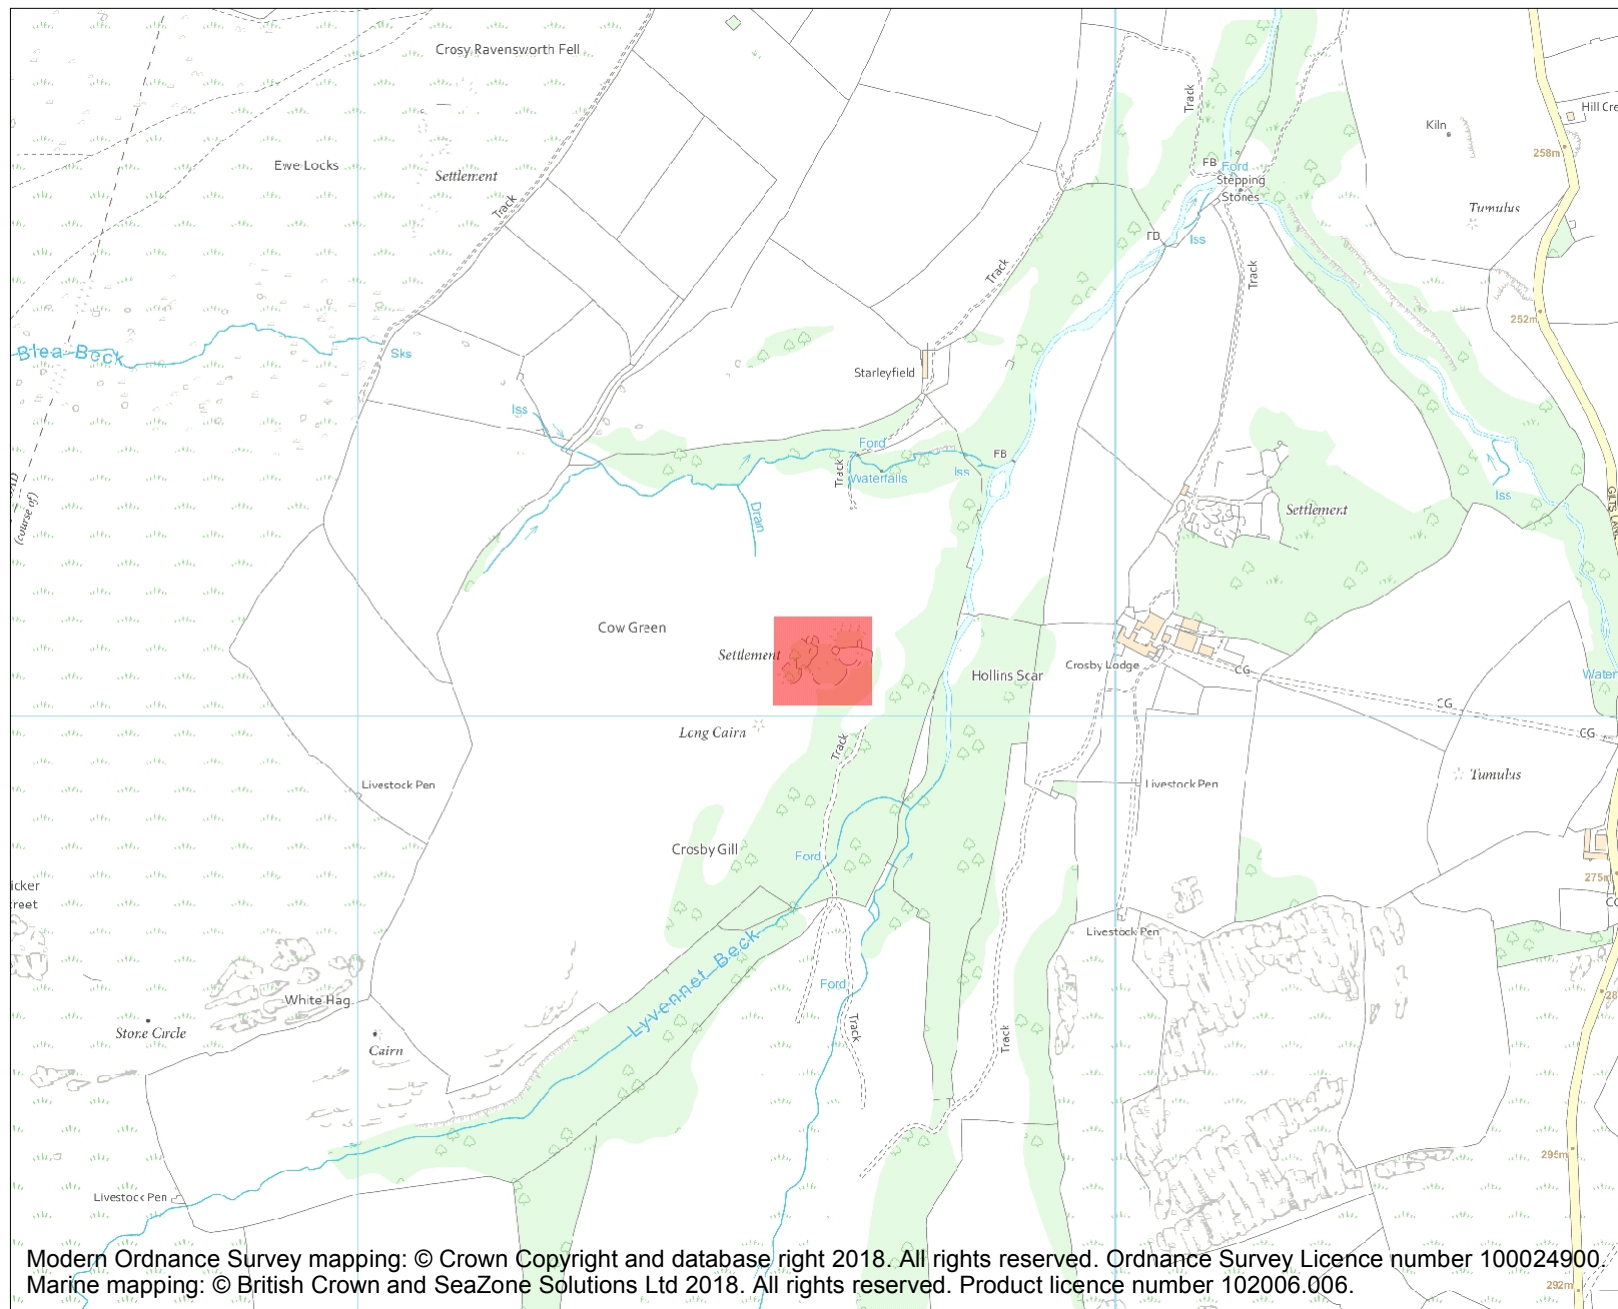 Crosy Ravensworth Fell
Hill Cre
Track
Kiln
258m
Ewe Locks
Settlement
FB
Ford
Stepping
Stones
Track
Tumulus
Iss
Track
Track
252m
Blea Beck
Sks
Starleyfield
Iss
Ford
FB
Track
Waterfalls
Iss
Iss
Drain
Settlement
(course of)
Cow Green
Settlement
Hollins Scar
Crosby Lodge
CG
Water
CG
CG
Long Cairn
Track
Livestock Pen
Livestock Pen
Tumulus
Crosby Gill
Ford
275m
icker
reet
Livestock Pen
Lyvennet Beck
White Hag
Ford
Stone Circle
Cairn
Track
Track
295m
Livestock Pen
Modern Ordnance Survey mapping: © Crown Copyright and database right 2018. All rights reserved. Ordnance Survey Licence number 100024900.
Marine mapping: © British Crown and SeaZone Solutions Ltd 2018. All rights reserved. Product licence number 102006.006.
292m